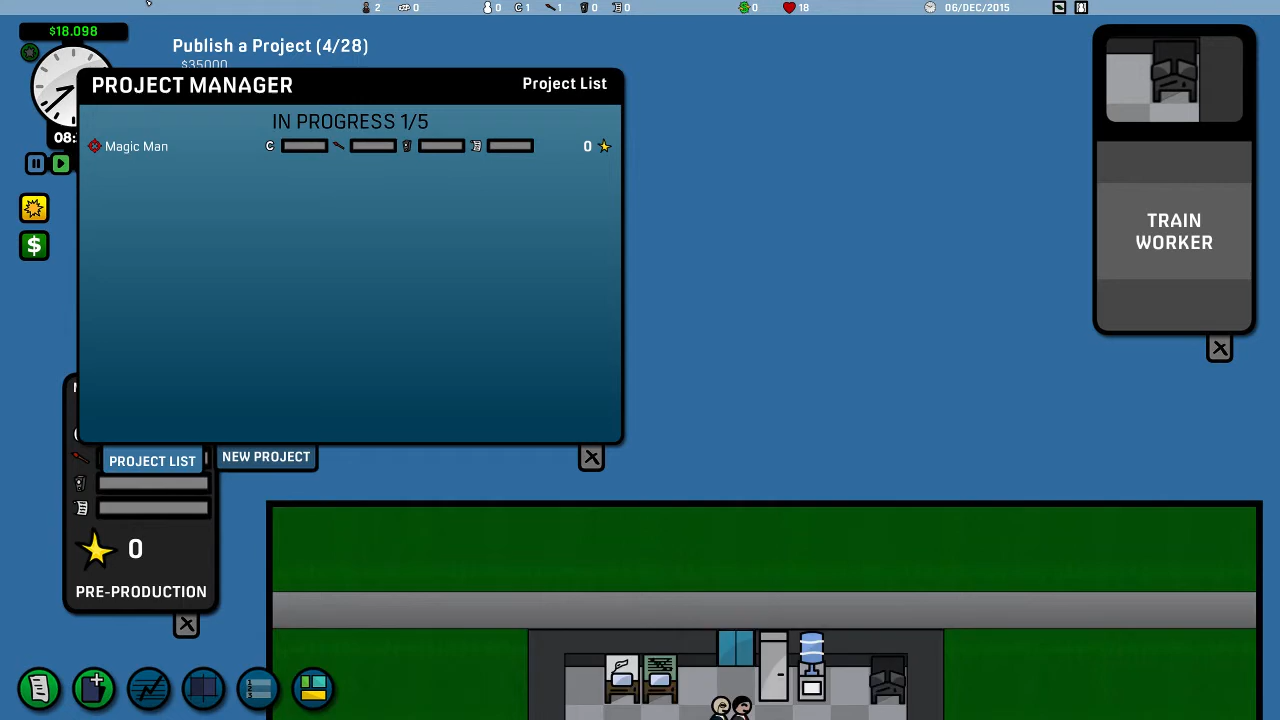 2 0 0 1 1 0 0 0 18 06/DEC/2015
$18.098
Publish a Project (4/28)
$35000
PROJECT MANAGER
Project List
IN PROGRESS 1/5
Magic Man
C
0
08:
TRAIN
WORKER
PROJECT LIST
NEW PROJECT
0
PRE-PRODUCTION